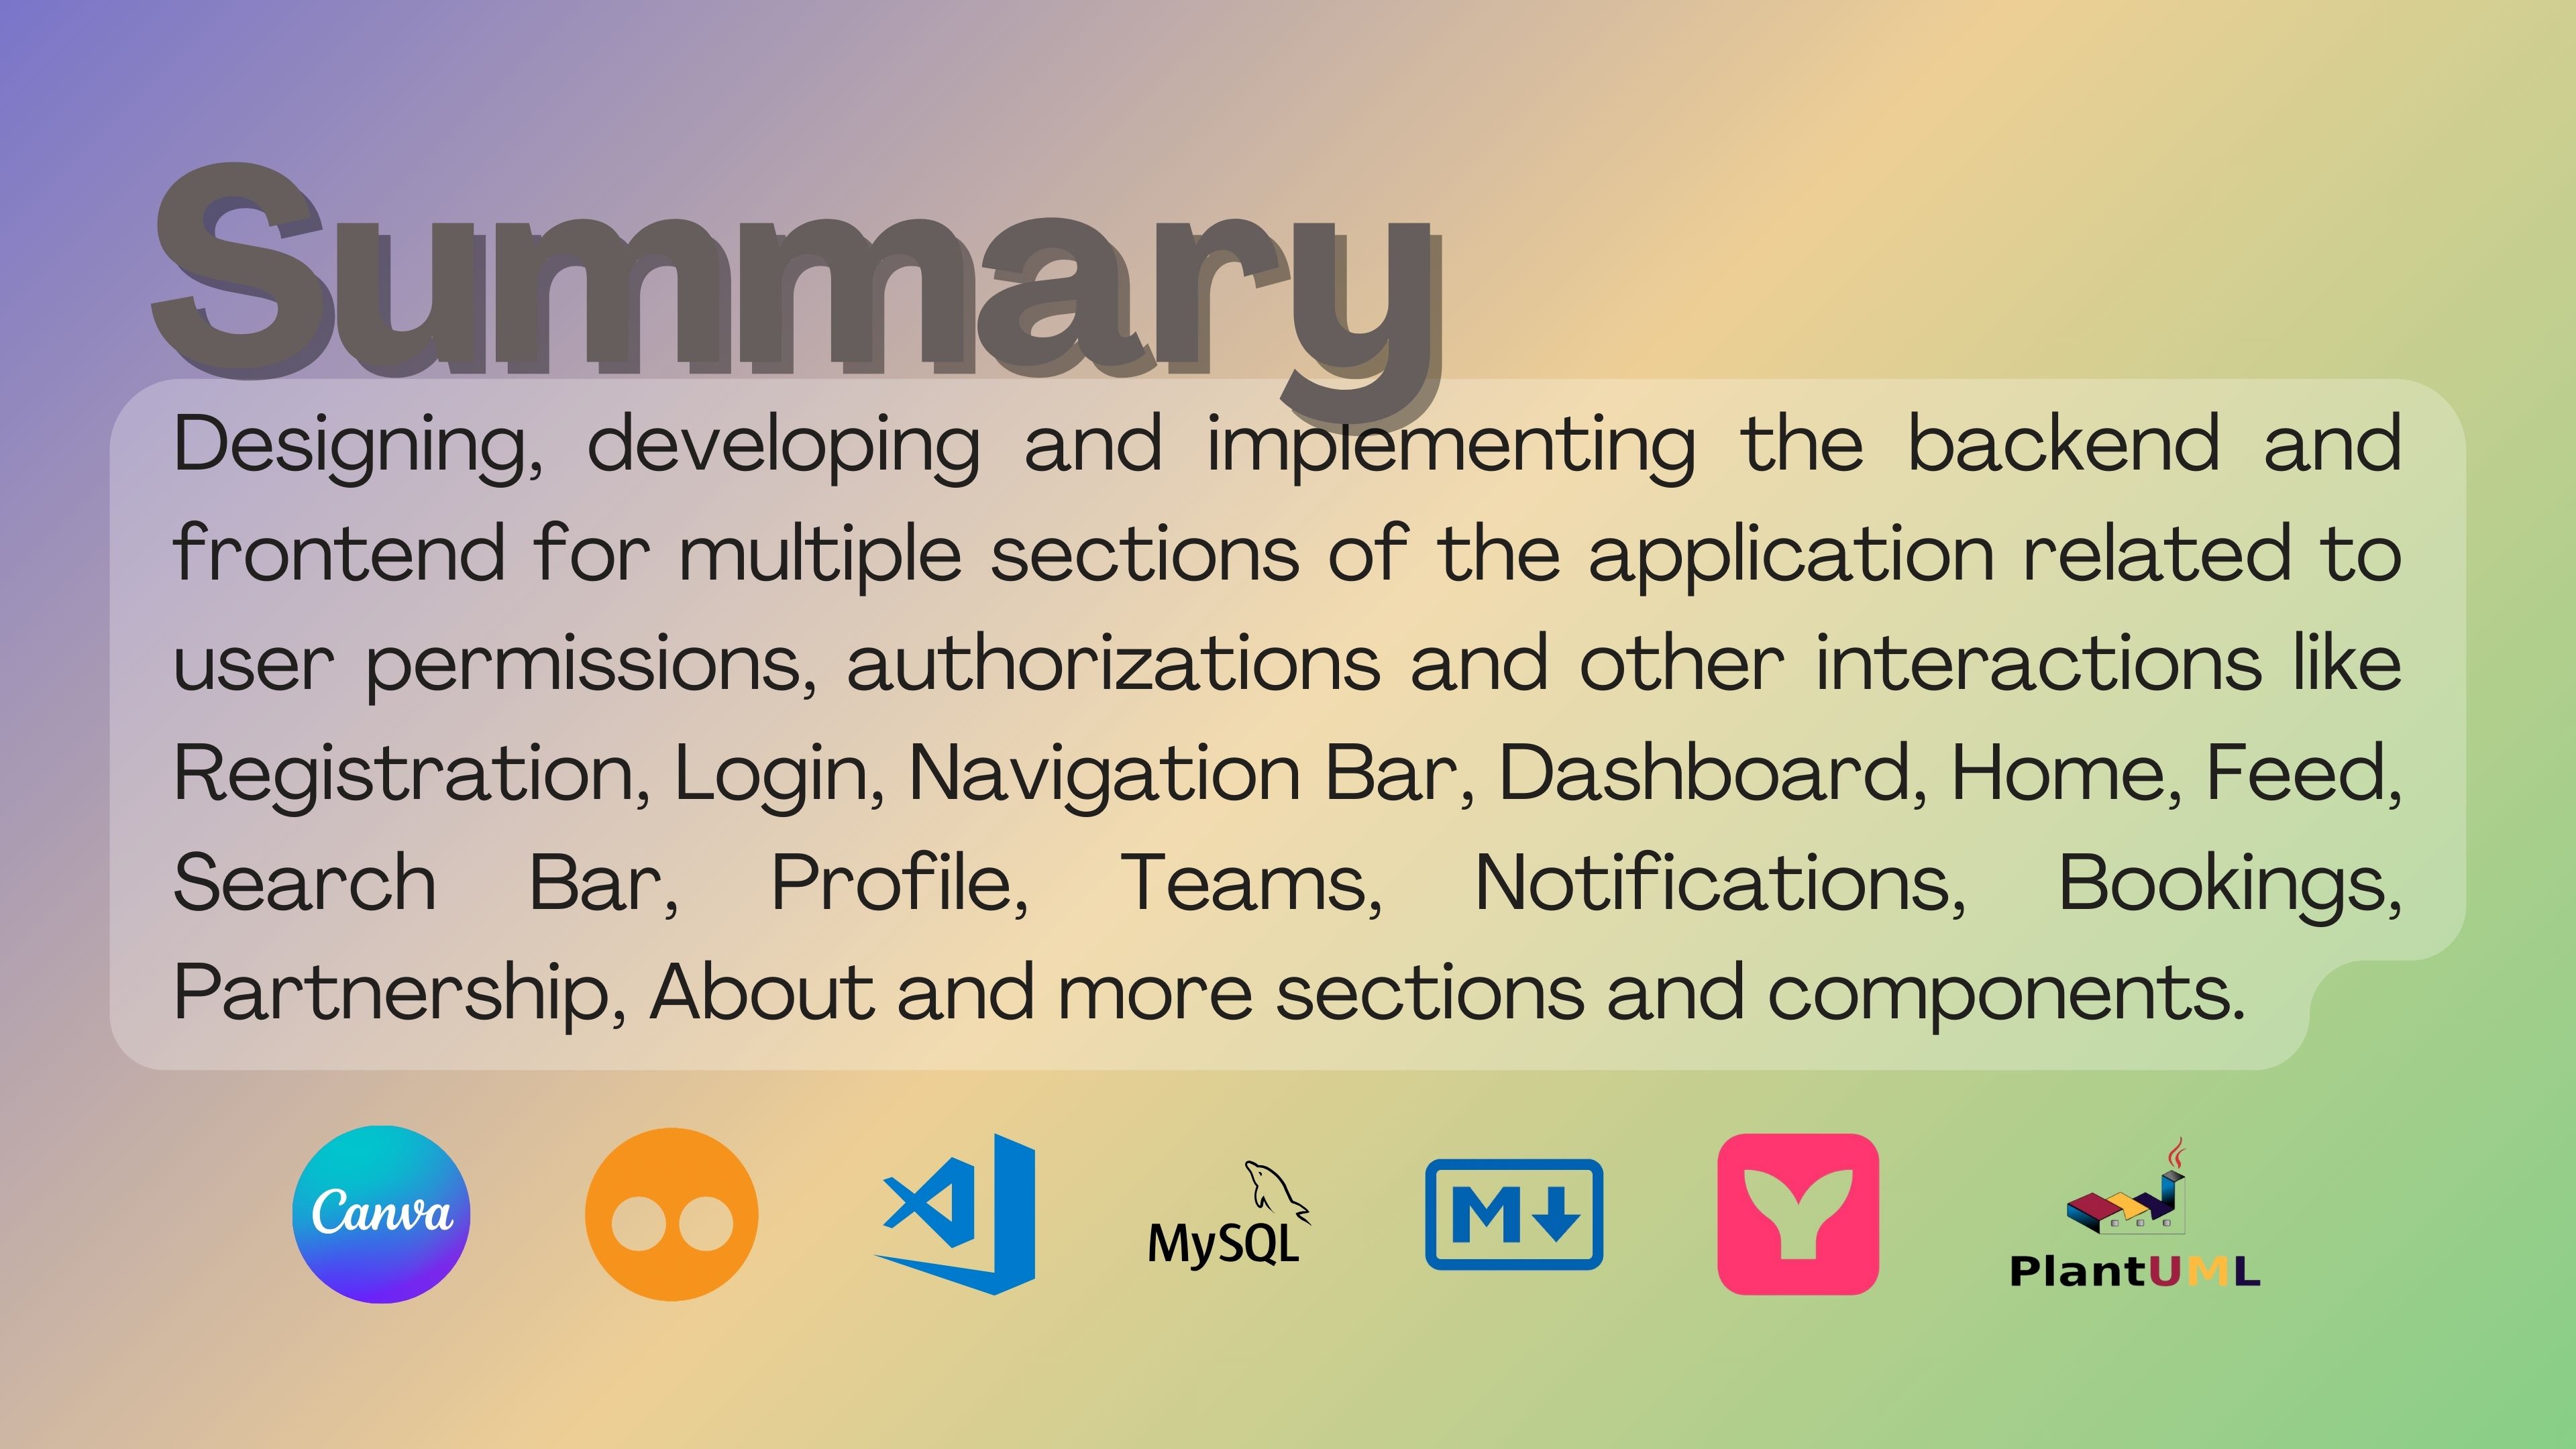 Summary
Designing, developing and implementing the backend and
frontend for multiple sections of the application related to
user permissions, authorizations and other interactions like
Registration, Login, Navigation Bar, Dashboard, Home, Feed,
Search Bar, Profile, Teams, Notifications, Bookings,
Partnership, About and more sections and components.
Canva
MySQL
M
PlantUML